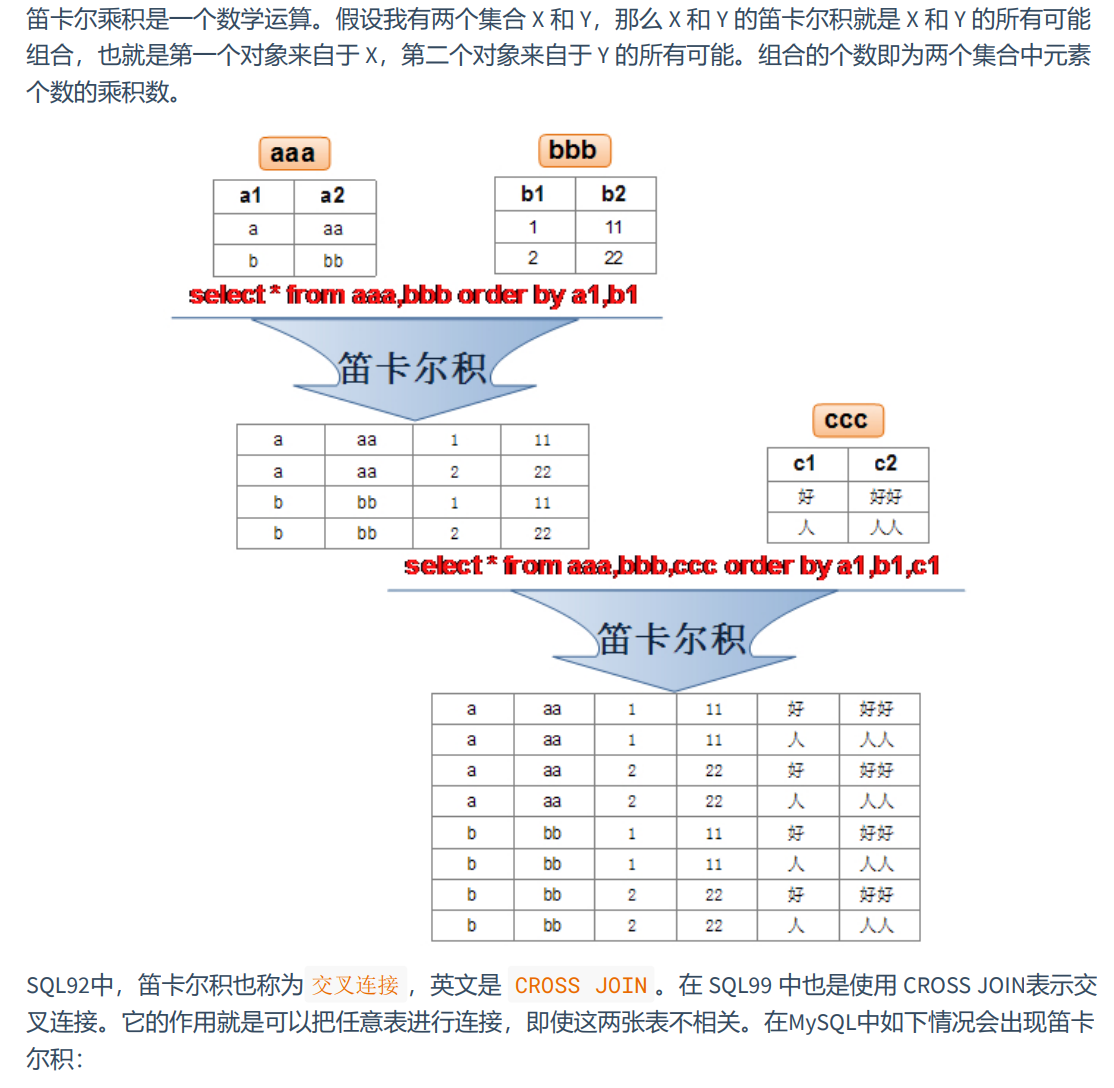 笛卡尔乘积是一个数学运算。假设我有两个集合 X 和 Y，那么 X 和 Y 的笛卡尔积就是 X 和 Y 的所有可能
组合，也就是第一个对象来自于 X，第二个对象来自于 Y 的所有可能。组合的个数即为两个集合中元素
个数的乘积数。
aaa
a1 a2
a aa
b bb
bbb
b1 b2
1 11
2 22
select * from aaa,bbb order by a1,b1
笛卡尔积
a aa 1 11
a aa 2 22
b bb 1 11
b bb 2 22
ccc
c1 c2
好 好好
人 人人
select * from aaa,bbb,ccc order by a1,b1,c1
笛卡尔积
a aa 1 11 好 好好
a aa 1 11 人 人人
a aa 2 22 好 好好
a aa 2 22 人 人人
b bb 1 11 好 好好
b bb 1 11 人 人人
b bb 2 22 好 好好
b bb 2 22 人 人人
SQL92中，笛卡尔积也称为 交叉连接 ，英文是 CROSS JOIN 。在 SQL99 中也是使用 CROSS JOIN表示交
叉连接。它的作用就是可以把任意表进行连接，即使这两张表不相关。在MySQL中如下情况会出现笛卡
尔积：